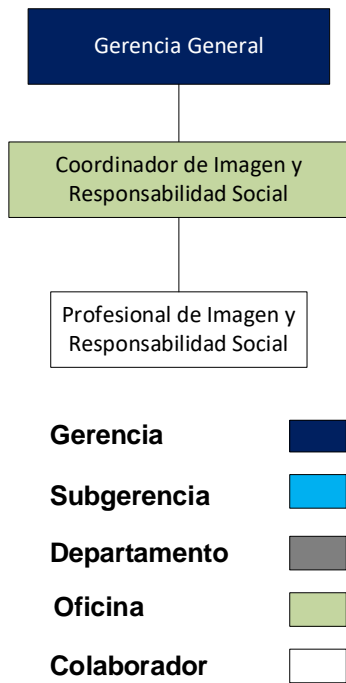 Gerencia General
Coordinador de Imagen y
Responsabilidad Social
Profesional de Imagen y
Responsabilidad Social
Gerencia
Subgerencia
Departamento
Oficina
Colaborador